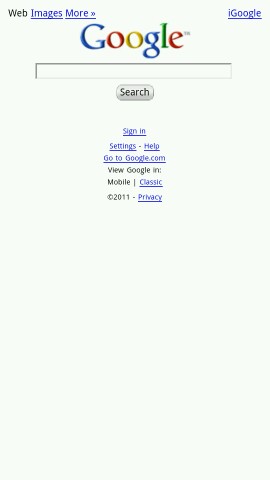 Web Images More » iGoogle
Google™
Search
Sign in
Settings - Help
Go to Google.com
View Google in:
Mobile | Classic
©2011 - Privacy